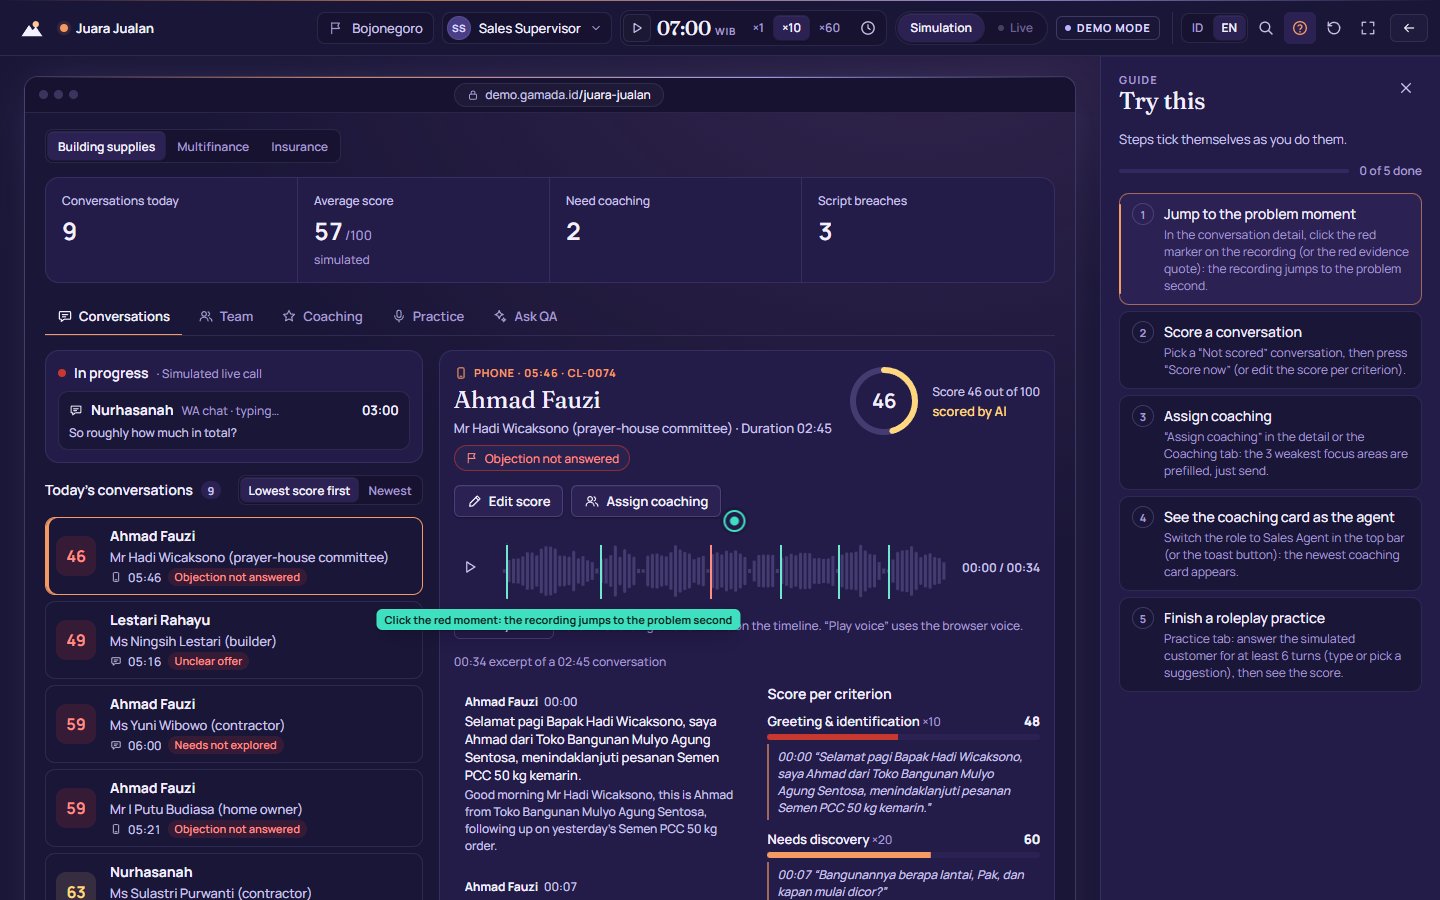 Juara Jualan
Bojonegoro
SS Sales Supervisor
07:00 WIB
×1 ×10 ×60
Simulation
Live
DEMO MODE
ID EN
demo.gamada.id/juara-jualan
Building supplies Multifinance Insurance
Conversations today
9
Average score
57 /100
simulated
Need coaching
2
Script breaches
3
Conversations Team Coaching Practice Ask QA
In progress · Simulated live call
Nurhasanah WA chat · typing... 03:00
So roughly how much in total?
Today's conversations 9
Lowest score first Newest
46
Ahmad Fauzi
Mr Hadi Wicaksono (prayer-house committee)
05:46 Objection not answered
49
Lestari Rahayu
Ms Ningsih Lestari (builder)
05:16 Unclear offer
59
Ahmad Fauzi
Ms Yuni Wibowo (contractor)
06:00 Needs not explored
59
Ahmad Fauzi
Mr I Putu Budiasa (home owner)
05:21 Objection not answered
63
Nurhasanah
Ms Sulastri Purwanti (contractor)
PHONE · 05:46 · CL-0074
Ahmad Fauzi
Mr Hadi Wicaksono (prayer-house committee) · Duration 02:45
Objection not answered
46
Score 46 out of 100
scored by AI
Edit score Assign coaching
00:00 / 00:34
Click the red moment: the recording jumps to the problem second
on the timeline. "Play voice" uses the browser voice.
00:34 excerpt of a 02:45 conversation
Ahmad Fauzi 00:00
Selamat pagi Bapak Hadi Wicaksono, saya
Ahmad dari Toko Bangunan Mulyo Agung
Sentosa, menindaklanjuti pesanan Semen
PCC 50 kg kemarin.
Good morning Mr Hadi Wicaksono, this is Ahmad
from Toko Bangunan Mulyo Agung Sentosa,
following up on yesterday's Semen PCC 50 kg
order.
Ahmad Fauzi 00:07
Score per criterion
Greeting & identification ×10 48
00:00 "Selamat pagi Bapak Hadi Wicaksono,
saya Ahmad dari Toko Bangunan Mulyo
Agung Sentosa, menindaklanjuti pesanan
Semen PCC 50 kg kemarin."
Needs discovery ×20 60
00:07 "Bangunannya berapa lantai, Pak, dan
kapan mulai dicor?"
GUIDE
Try this
Steps tick themselves as you do them.
0 of 5 done
1 Jump to the problem moment
In the conversation detail, click the red
marker on the recording (or the red evidence
quote): the recording jumps to the problem
second.
2 Score a conversation
Pick a "Not scored" conversation, then press
"Score now" (or edit the score per criterion).
3 Assign coaching
"Assign coaching" in the detail or the
Coaching tab: the 3 weakest focus areas are
prefilled, just send.
4 See the coaching card as the agent
Switch the role to Sales Agent in the top bar
(or the toast button): the newest coaching
card appears.
5 Finish a roleplay practice
Practice tab: answer the simulated
customer for at least 6 turns (type or pick a
suggestion), then see the score.